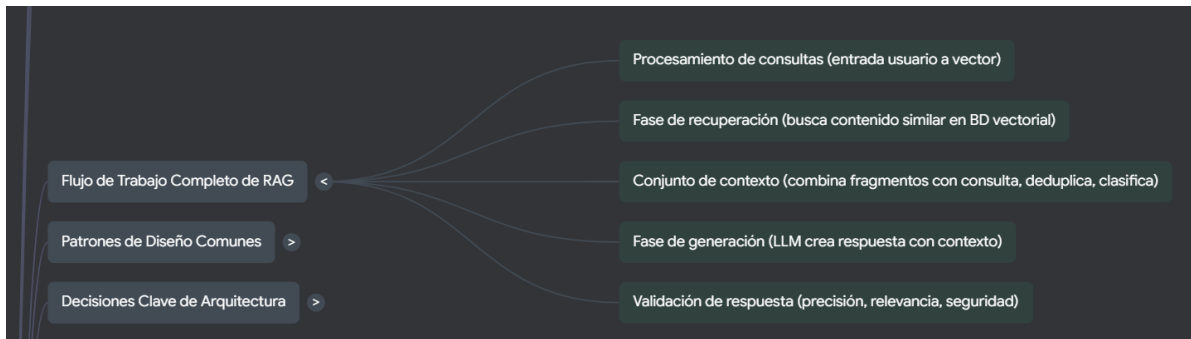 Procesamiento de consultas (entrada usuario a vector)
Fase de recuperación (busca contenido similar en BD vectorial)
Flujo de Trabajo Completo de RAG <
Conjunto de contexto (combina fragmentos con consulta, deduplica, clasifica)
Patrones de Diseño Comunes >
Fase de generación (LLM crea respuesta con contexto)
Decisiones Clave de Arquitectura >
Validación de respuesta (precisión, relevancia, seguridad)